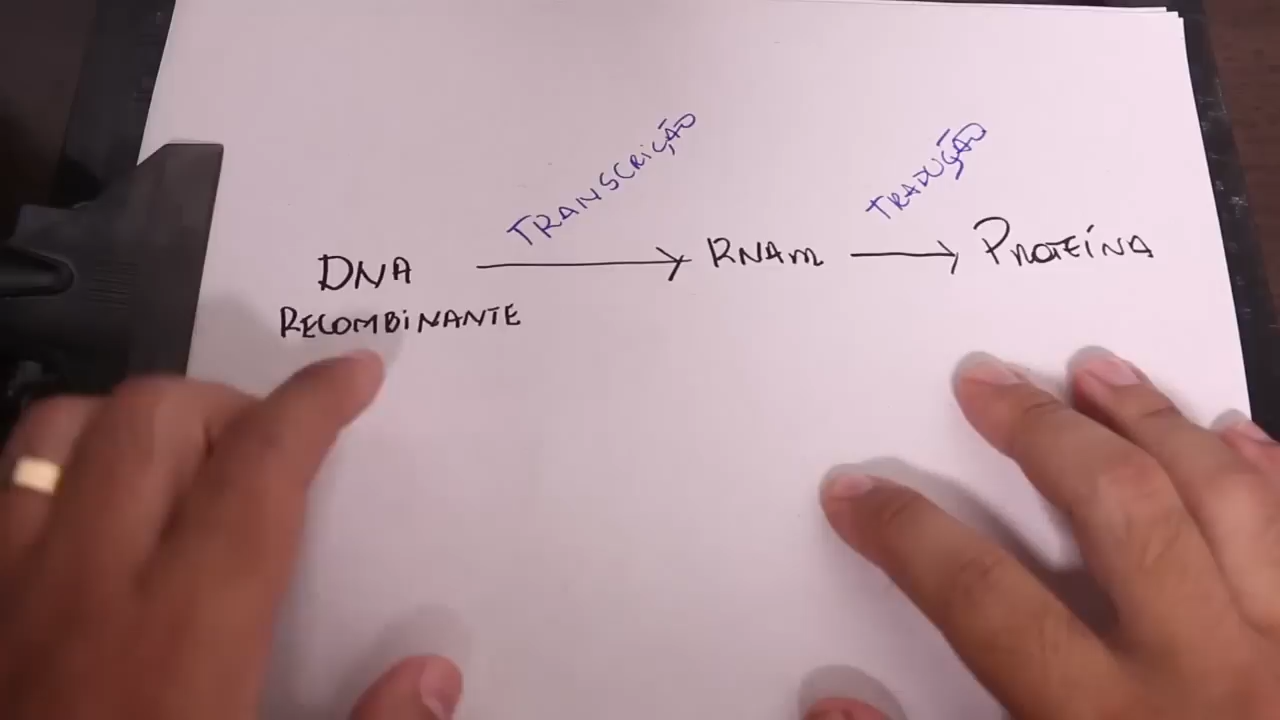 TRANSCRIÇÃO
TRADUÇÃO
DNA → RNAm → PROTEÍNA
RECOMBINANTE